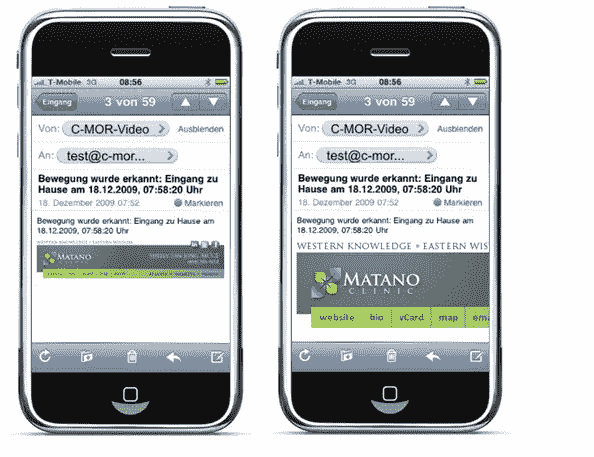 T-Mobile 3G 08:56
Eingang 3 von 59
Von: C-MOR-Video Ausblenden
An: test@c-mor...
Bewegung wurde erkannt: Eingang zu
Hause am 18.12.2009, 07:58:20 Uhr
18. Dezember 2009 07:52 Markieren
Bewegung wurde erkannt: Eingang zu Hause am
18.12.2009, 07:58:20 Uhr
WESTERN KNOWLEDGE • EASTERN WISDOM
MATANO
CLINIC
T-Mobile 3G 08:56
Eingang 3 von 59
Von: C-MOR-Video Ausblenden
An: test@c-mor...
Bewegung wurde erkannt: Eingang zu
Hause am 18.12.2009, 07:58:20 Uhr
18. Dezember 2009 07:52 Markieren
Bewegung wurde erkannt: Eingang zu Hause am
18.12.2009, 07:58:20 Uhr
WESTERN KNOWLEDGE • EASTERN WIS
MATANO
CLINIC
website bio vCard map ema